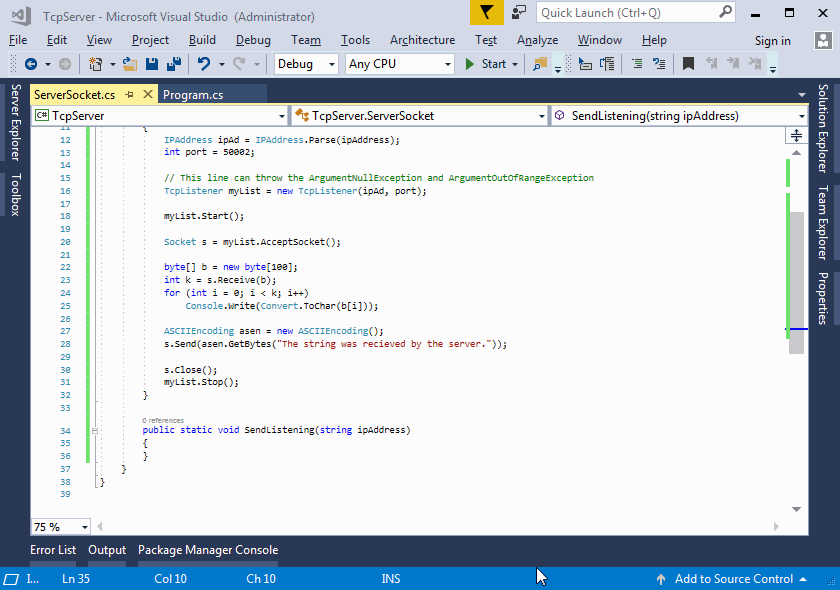 TcpServer - Microsoft Visual Studio (Administrator)
Quick Launch (Ctrl+Q)
File Edit View Project Build Debug Team Tools Architecture Test Analyze Window Help Sign in
Debug Any CPU Start
ServerSocket.cs Program.cs
C# TcpServer TcpServer.ServerSocket SendListening(string ipAddress)
Server Explorer
Toolbox
Solution Explorer
Team Explorer
Properties
11 {
12 IPAddress ipAd = IPAddress.Parse(ipAddress);
13 int port = 50002;
14
15 // This line can throw the ArgumentNullException and ArgumentOutOfRangeException
16 TcpListener myList = new TcpListener(ipAd, port);
17
18 myList.Start();
19
20 Socket s = myList.AcceptSocket();
21
22 byte[] b = new byte[100];
23 int k = s.Receive(b);
24 for (int i = 0; i < k; i++)
25 Console.Write(Convert.ToChar(b[i]));
26
27 ASCIIEncoding asen = new ASCIIEncoding();
28 s.Send(asen.GetBytes("The string was recieved by the server."));
29
30 s.Close();
31 myList.Stop();
32 }
33
0 references
34 public static void SendListening(string ipAddress)
35 {
36 }
37 }
38 }
39
75 %
Error List Output Package Manager Console
I... Ln 35 Col 10 Ch 10 INS Add to Source Control